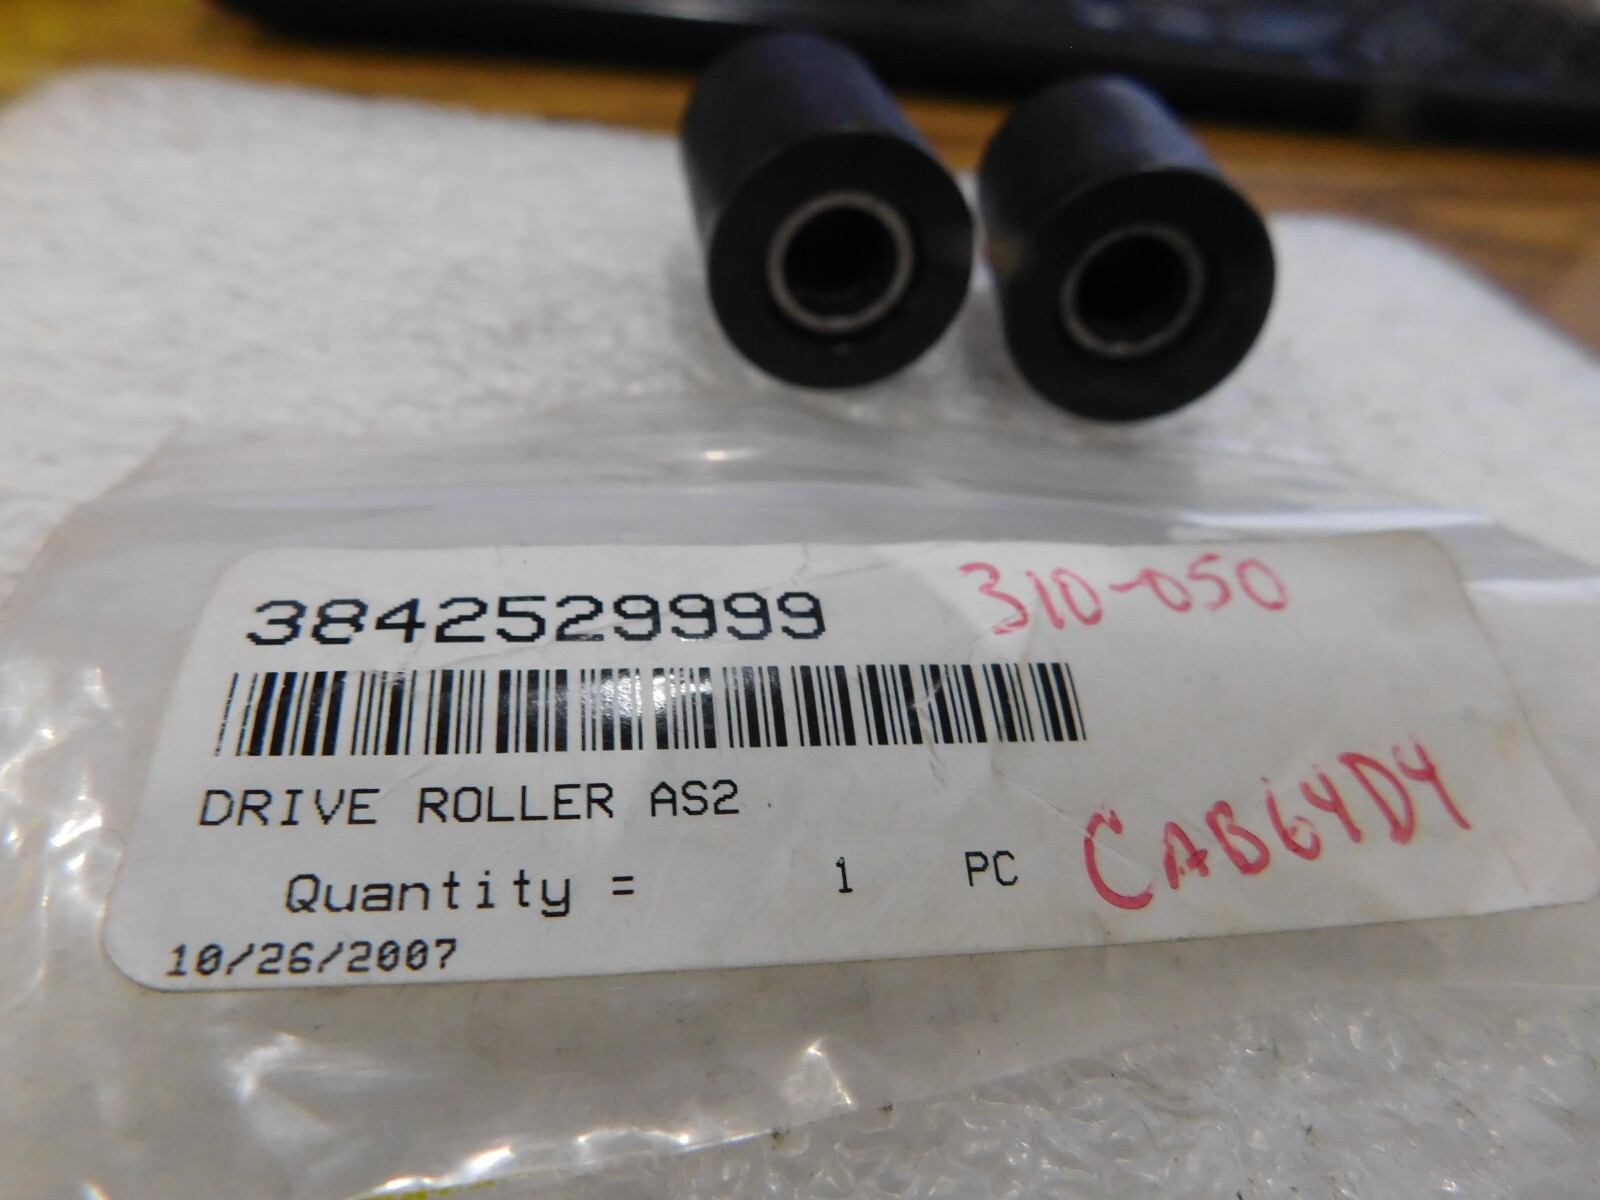 3842529999
310-050
DRIVE ROLLER AS2
Quantity = 1 PC
CAB64D4
10/26/2007